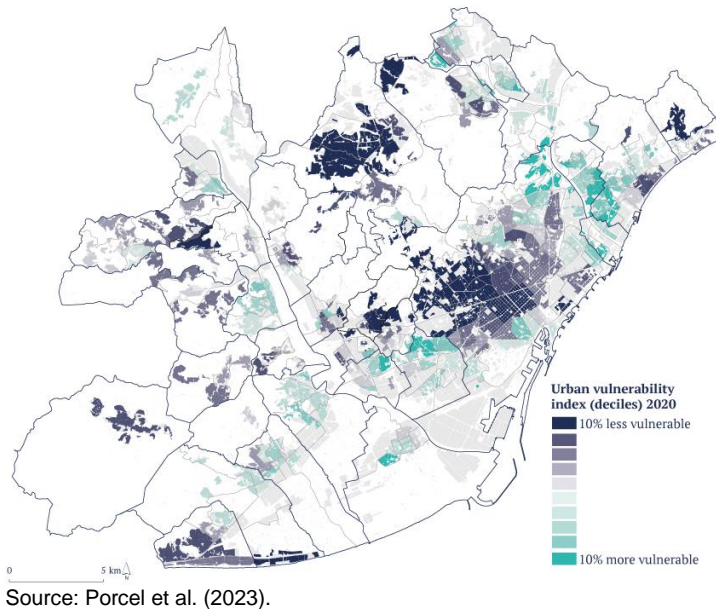 Urban vulnerability
index (deciles) 2020
10% less vulnerable
10% more vulnerable
0 5 km
N
Source: Porcel et al. (2023).